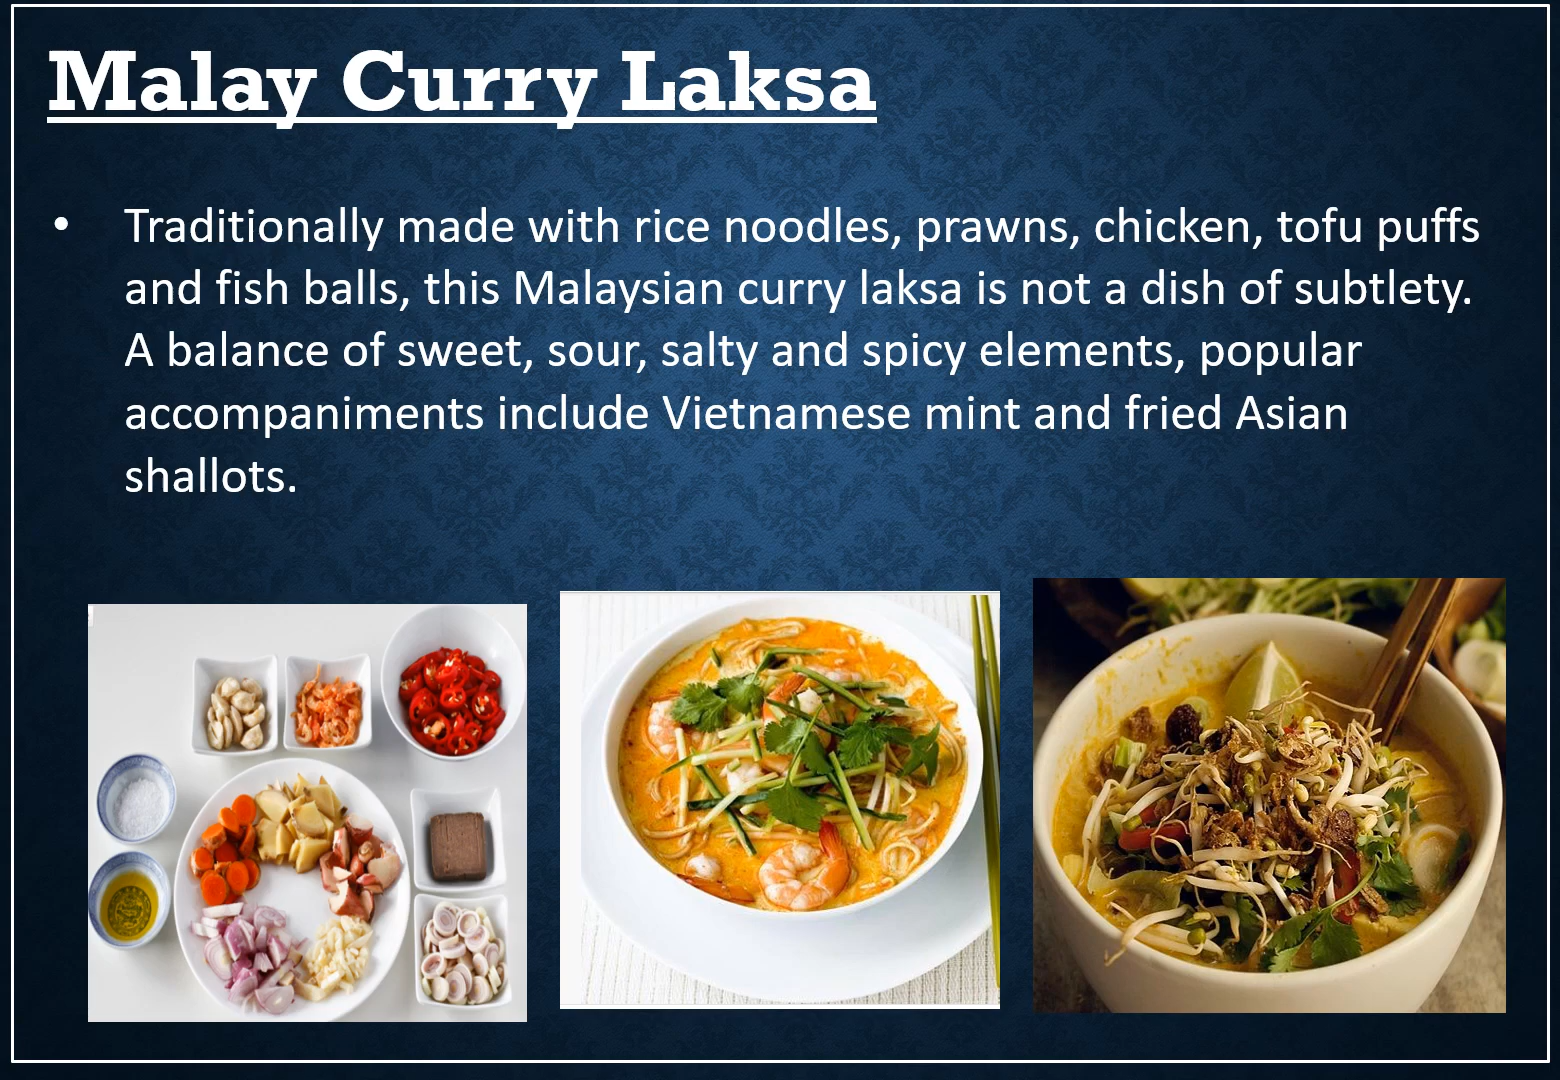 Malay Curry Laksa
• Traditionally made with rice noodles, prawns, chicken, tofu puffs
and fish balls, this Malaysian curry laksa is not a dish of subtlety.
A balance of sweet, sour, salty and spicy elements, popular
accompaniments include Vietnamese mint and fried Asian
shallots.